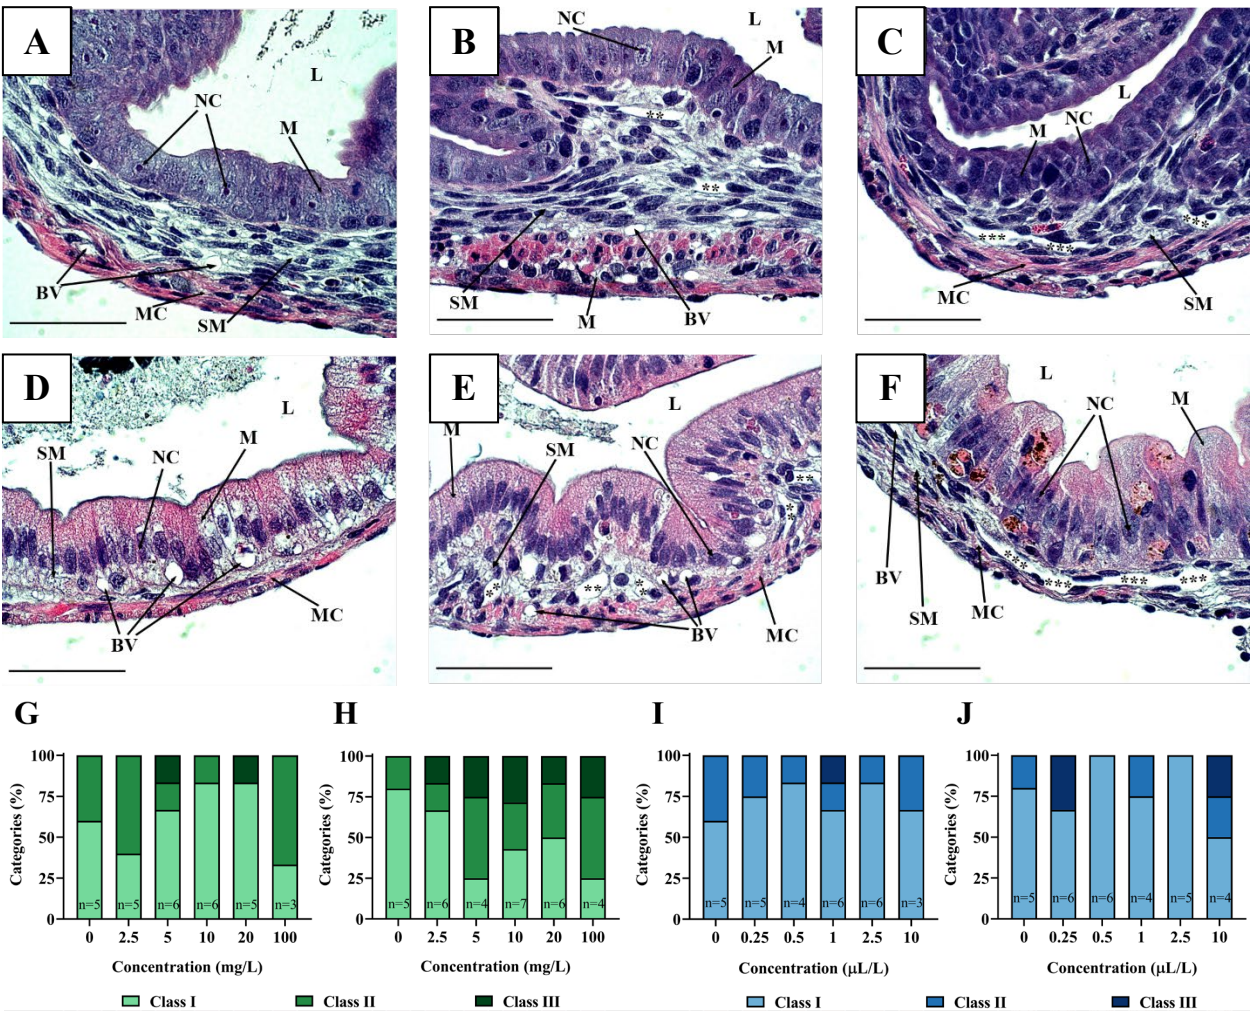 A
L
NC
M
BV
MC
SM
B
NC
L
M
**
**
SM
M
BV
C
L
M
NC
***
***
***
MC
SM
D
L
SM
NC
M
BV
MC
E
L
M
SM
NC
**
**
**
**
*
*
BV
MC
F
L
NC
M
***
***
***
***
BV
SM
MC
G
Categories (%)
100
75
50
25
0
n=5
n=5
n=6
n=6
n=5
n=3
0 2.5 5 10 20 100
Concentration (mg/L)
H
Categories (%)
100
75
50
25
0
n=5
n=6
n=4
n=7
n=6
n=4
0 2.5 5 10 20 100
Concentration (mg/L)
Class I Class II Class III
I
Categories (%)
100
75
50
25
0
n=5
n=5
n=4
n=6
n=6
n=3
0 0.25 0.5 1 2.5 10
Concentration (μL/L)
J
Categories (%)
100
75
50
25
0
n=5
n=6
n=6
n=4
n=5
n=4
0 0.25 0.5 1 2.5 10
Concentration (μL/L)
Class I Class II Class III